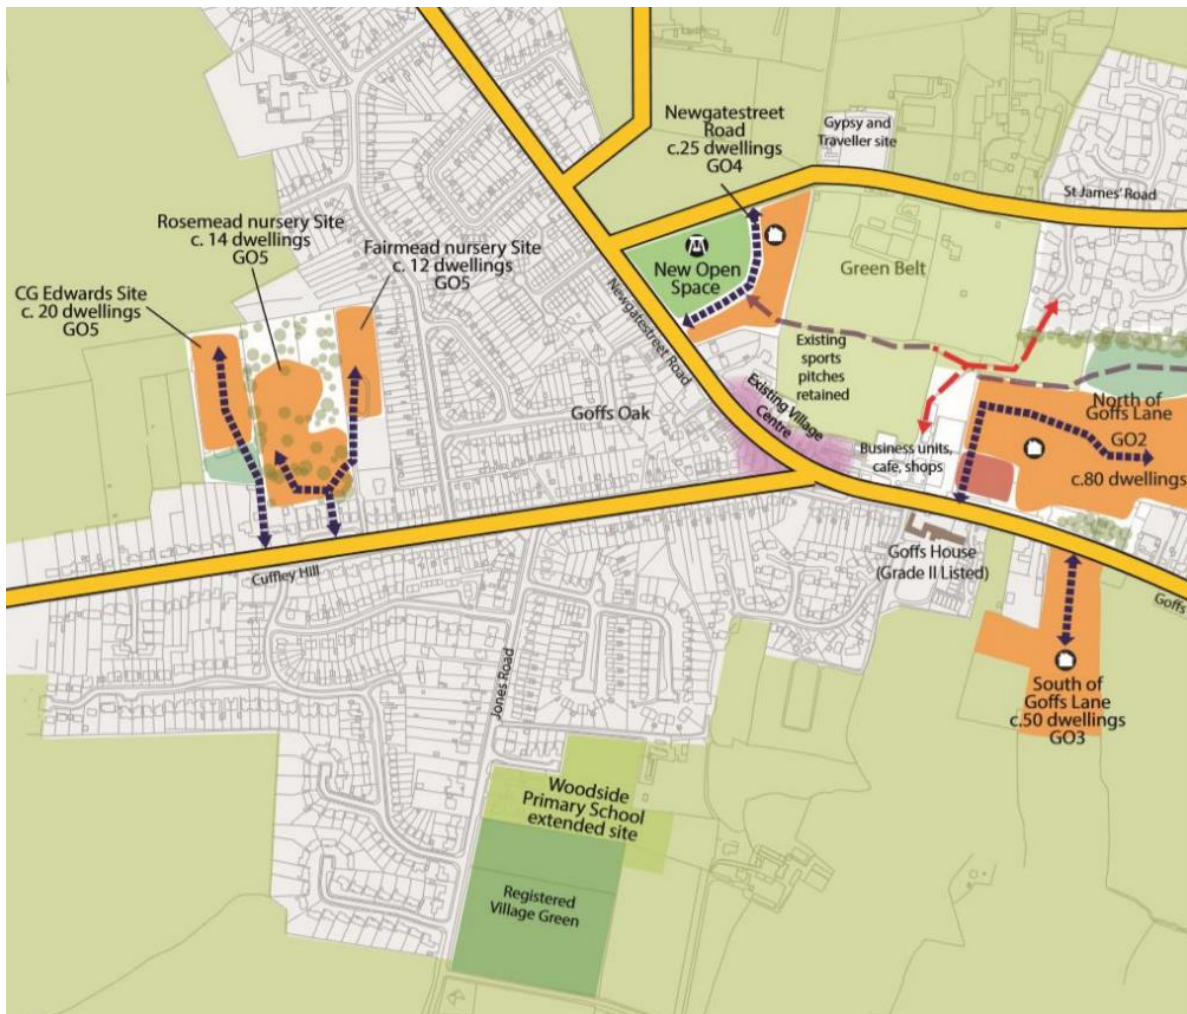 Newgatestreet
Road
c.25 dwellings
GO4
Gypsy and
Traveller site
St James' Road
Rosemead nursery Site
c. 14 dwellings
GO5
Fairmead nursery Site
c. 12 dwellings
GO5
CG Edwards Site
c. 20 dwellings
GO5
New Open
Space
Green Belt
Newgatestreet Road
Existing
sports
pitches
retained
Existing Village
Centre
Goffs Oak
North of
Goffs Lane
GO2
c.80 dwellings
Business units,
cafe, shops
Goffs House
(Grade II Listed)
Cuffley Hill
Goffs
Jones Road
South of
Goffs Lane
c.50 dwellings
GO3
Woodside
Primary School
extended site
Registered
Village Green